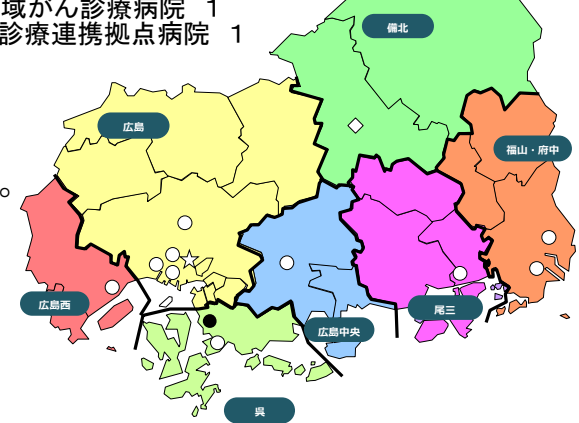 域がん診療病院 1
診療連携拠点病院 1
備北
広島
福山・府中
。
広島西
尾三
広島中央
呉